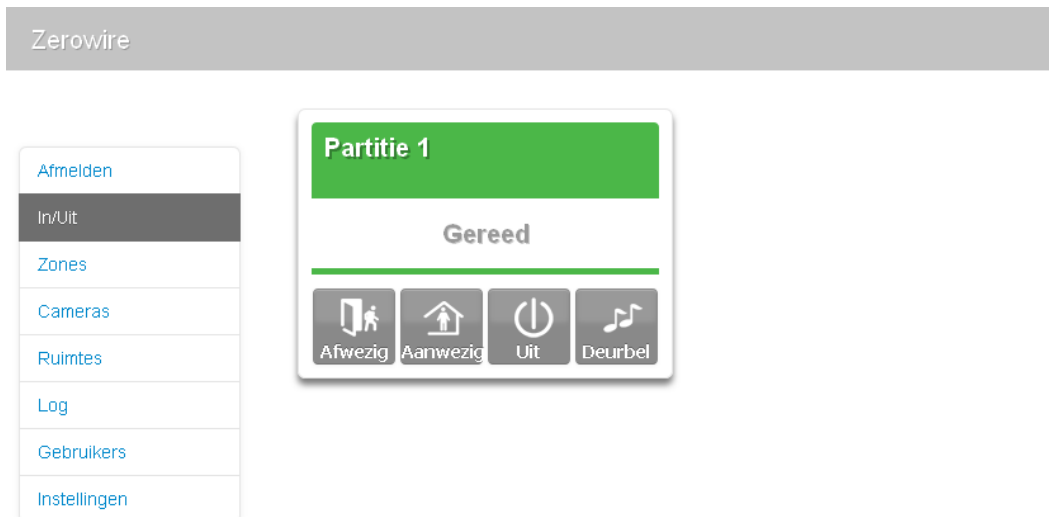 Zerowire
Afmelden
In/Uit
Zones
Cameras
Ruimtes
Log
Gebruikers
Instellingen
Partitie 1
Gereed
Afwezig Aanwezig Uit Deurbel